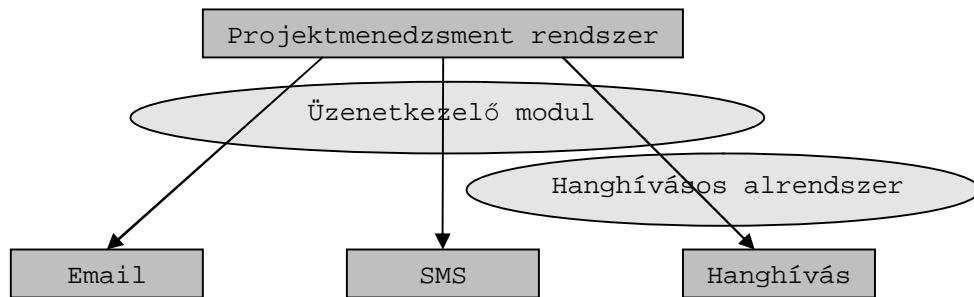 Projektmenedzsment rendszer
Üzenetkezelő modul
Hanghívásos alrendszer
Email
SMS
Hanghívás